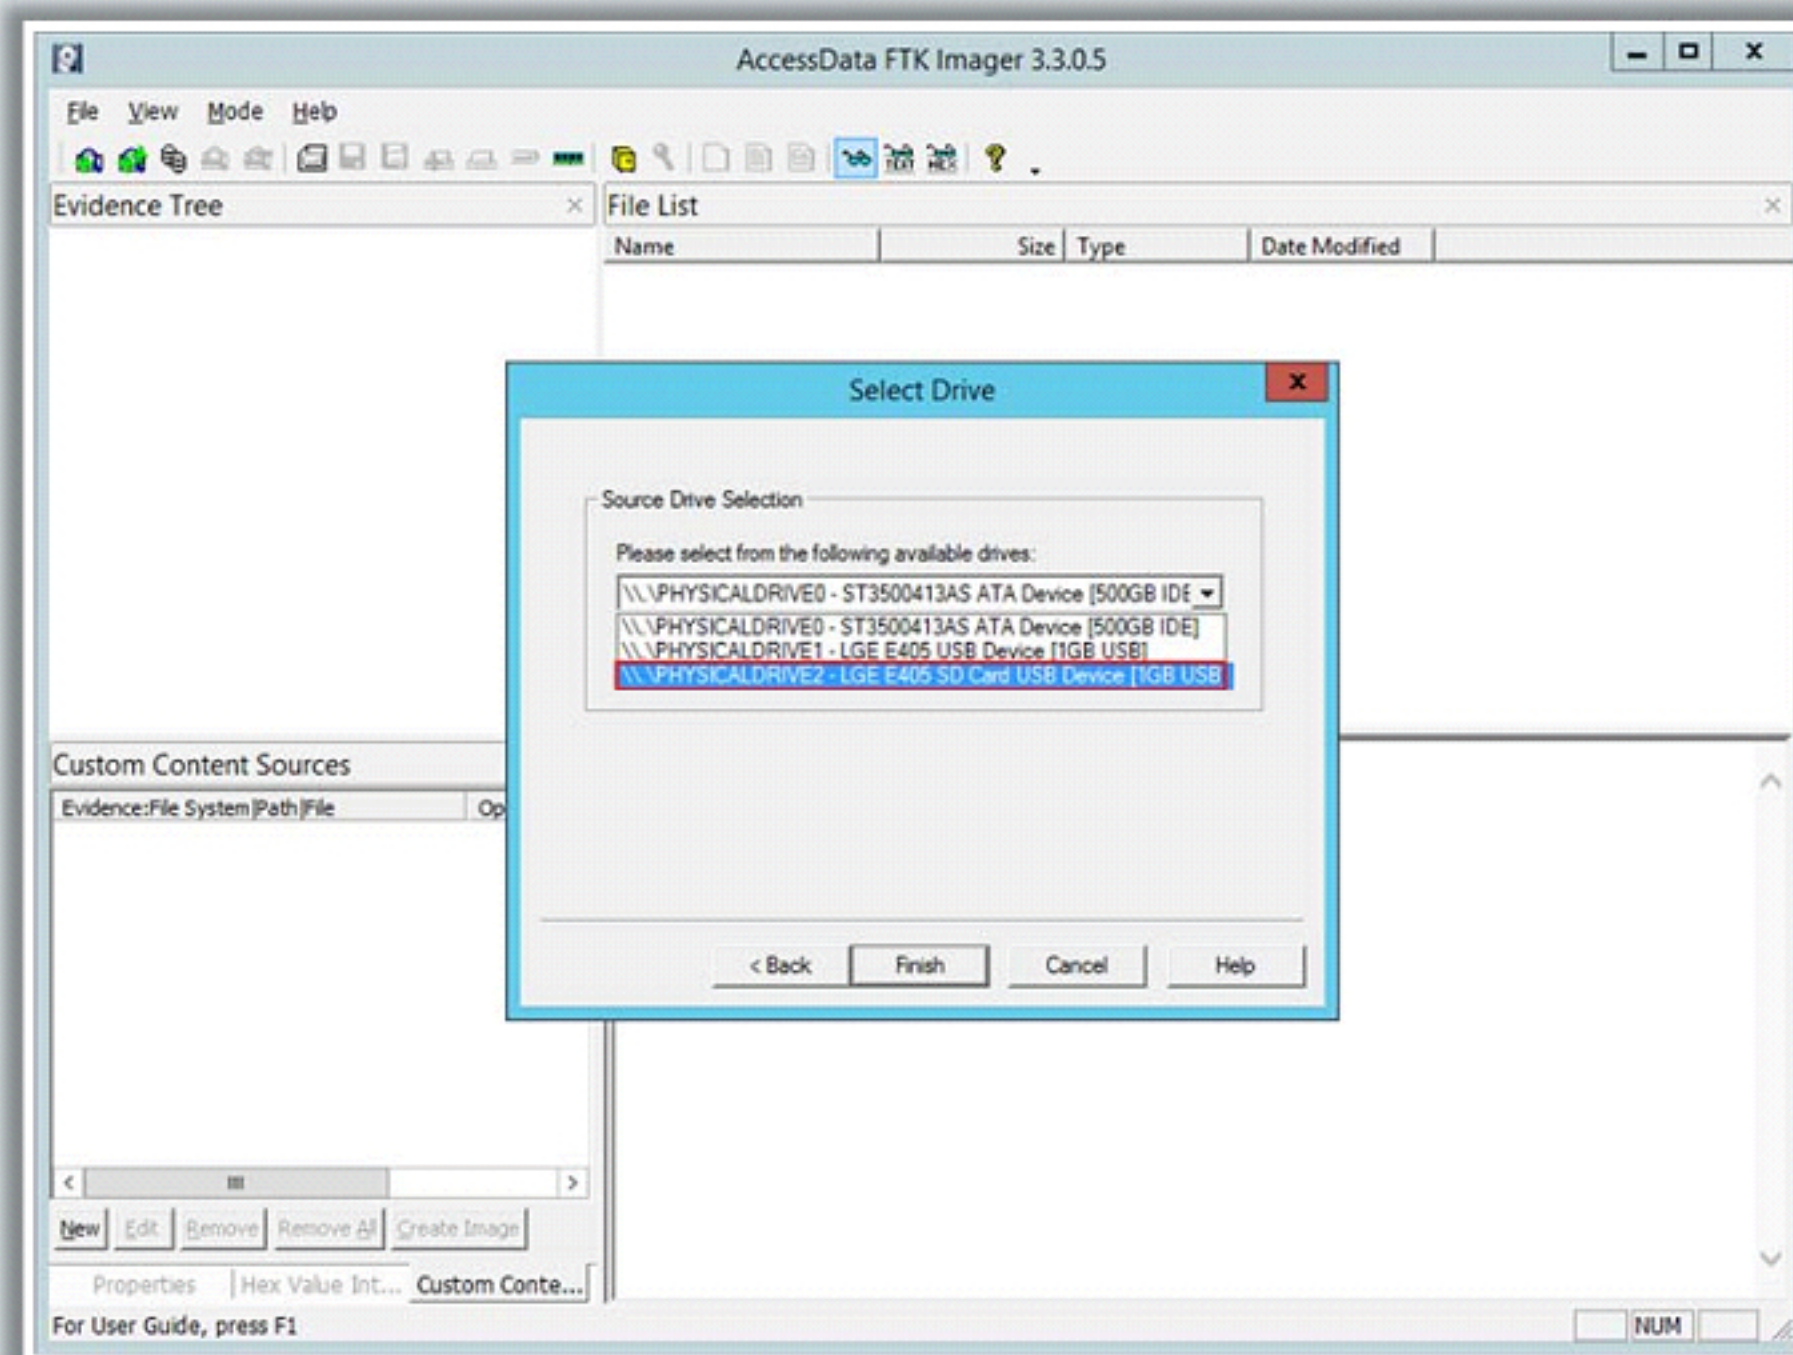 AccessData FTK Imager 3.3.0.5
File View Mode Help
TEXT HEX
Evidence Tree
File List
Name Size Type Date Modified
Select Drive
Source Drive Selection
Please select from the following available drives:
\\.\PHYSICALDRIVE0 - ST3500413AS ATA Device [500GB IDE
\\.\PHYSICALDRIVE0 - ST3500413AS ATA Device [500GB IDE]
\\.\PHYSICALDRIVE1 - LGE E405 USB Device [1GB USB]
\\.\PHYSICALDRIVE2 - LGE E405 SD Card USB Device [1GB USB
< Back Finish Cancel Help
Custom Content Sources
Evidence:File System|Path|File Op
New Edit Remove Remove All Create Image
Properties Hex Value Int... Custom Conte...
For User Guide, press F1
NUM